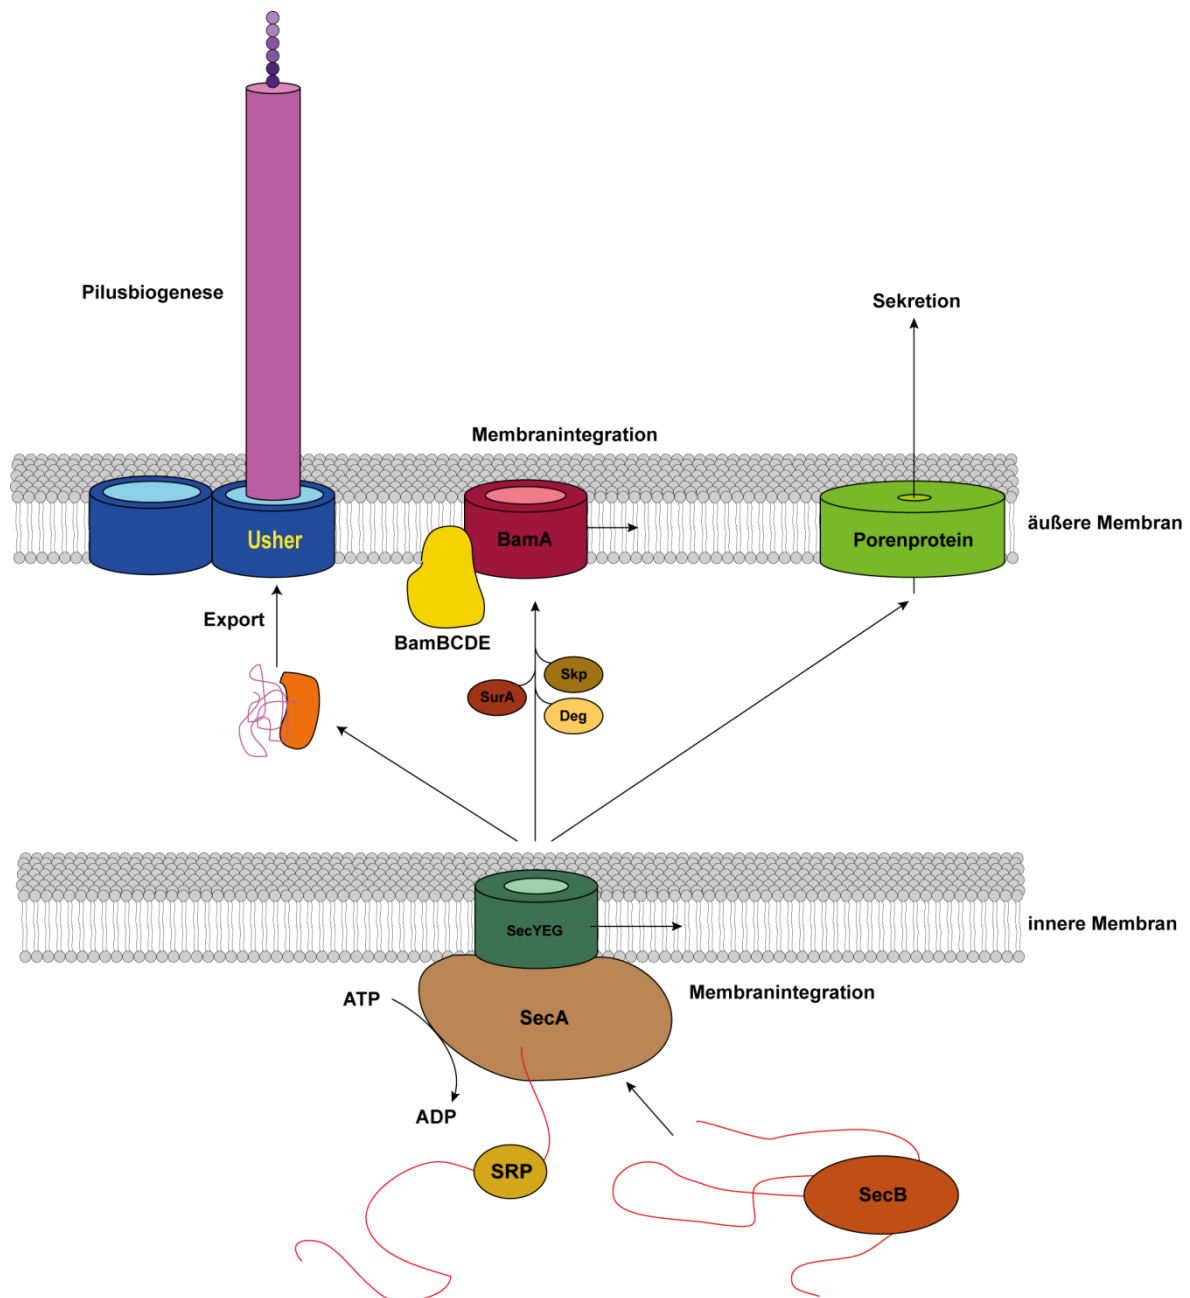 Pilusbiogenese
Sekretion
Membranintegration
äußere Membran
Usher
BamA
Porenprotein
Export
BamBCDE
Skp
SurA
Deg
innere Membran
SecYEG
Membranintegration
ATP
SecA
ADP
SRP
SecB